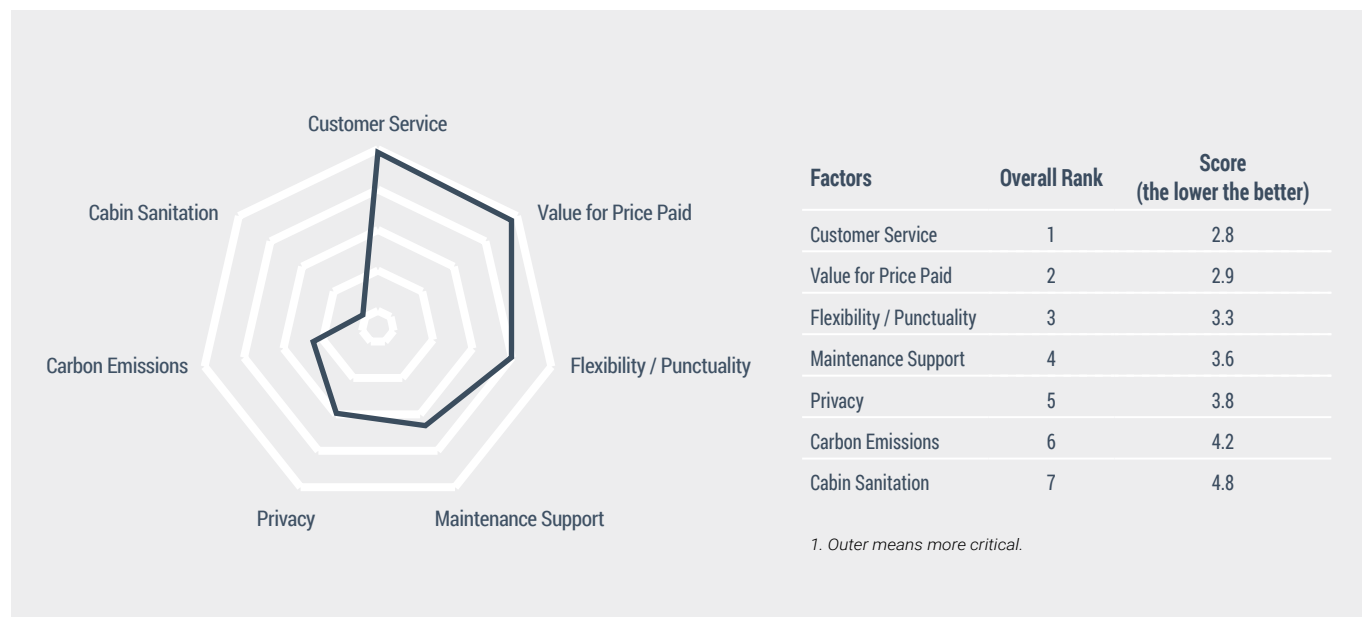 Customer Service
Cabin Sanitation
Value for Price Paid
Carbon Emissions
Flexibility / Punctuality
Privacy
Maintenance Support
Factors Overall Rank Score
(the lower the better)
Customer Service 1 2.8
Value for Price Paid 2 2.9
Flexibility / Punctuality 3 3.3
Maintenance Support 4 3.6
Privacy 5 3.8
Carbon Emissions 6 4.2
Cabin Sanitation 7 4.8
1. Outer means more critical.